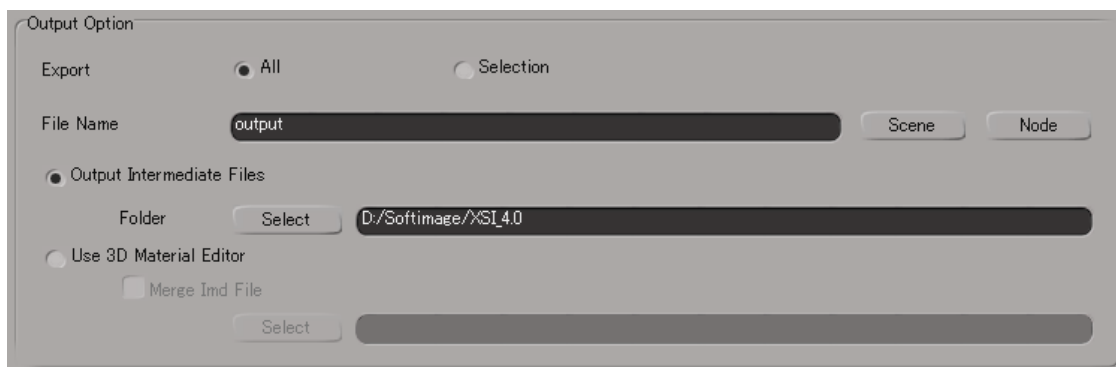 Output Option
Export All Selection
File Name output Scene Node
Output Intermediate Files
Folder Select D:/Softimage/XSI_4.0
Use 3D Material Editor
Merge Imd File
Select